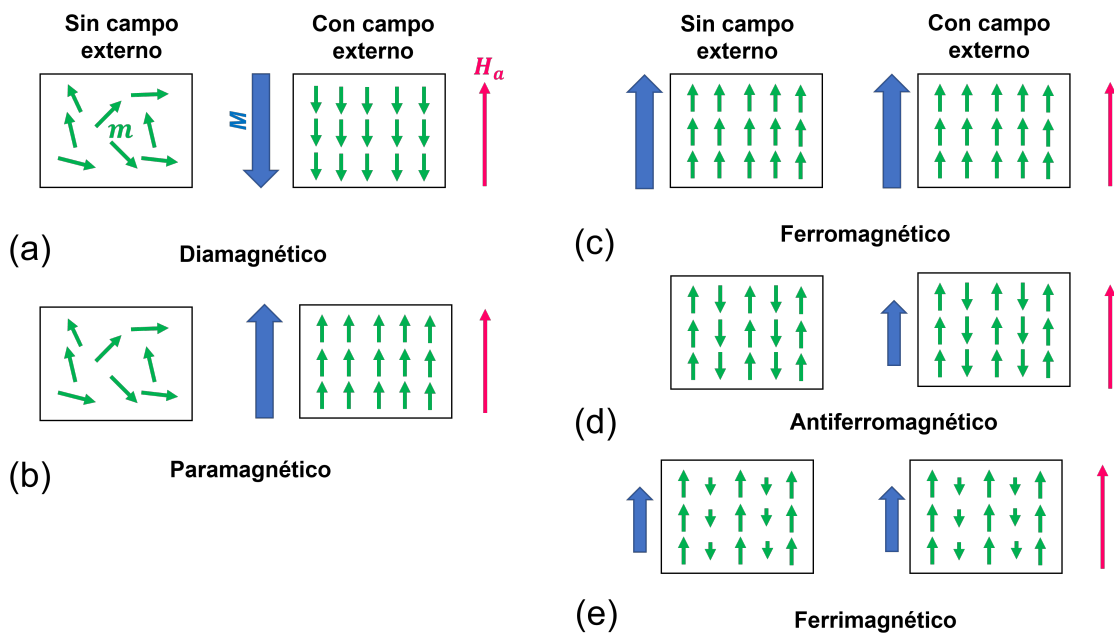 Sin campo
externo
Con campo
externo
H_a
M
m
(a)
Diamagnético
(b)
Paramagnético
Sin campo
externo
Con campo
externo
(c)
Ferromagnético
(d)
Antiferromagnético
(e)
Ferrimagnético